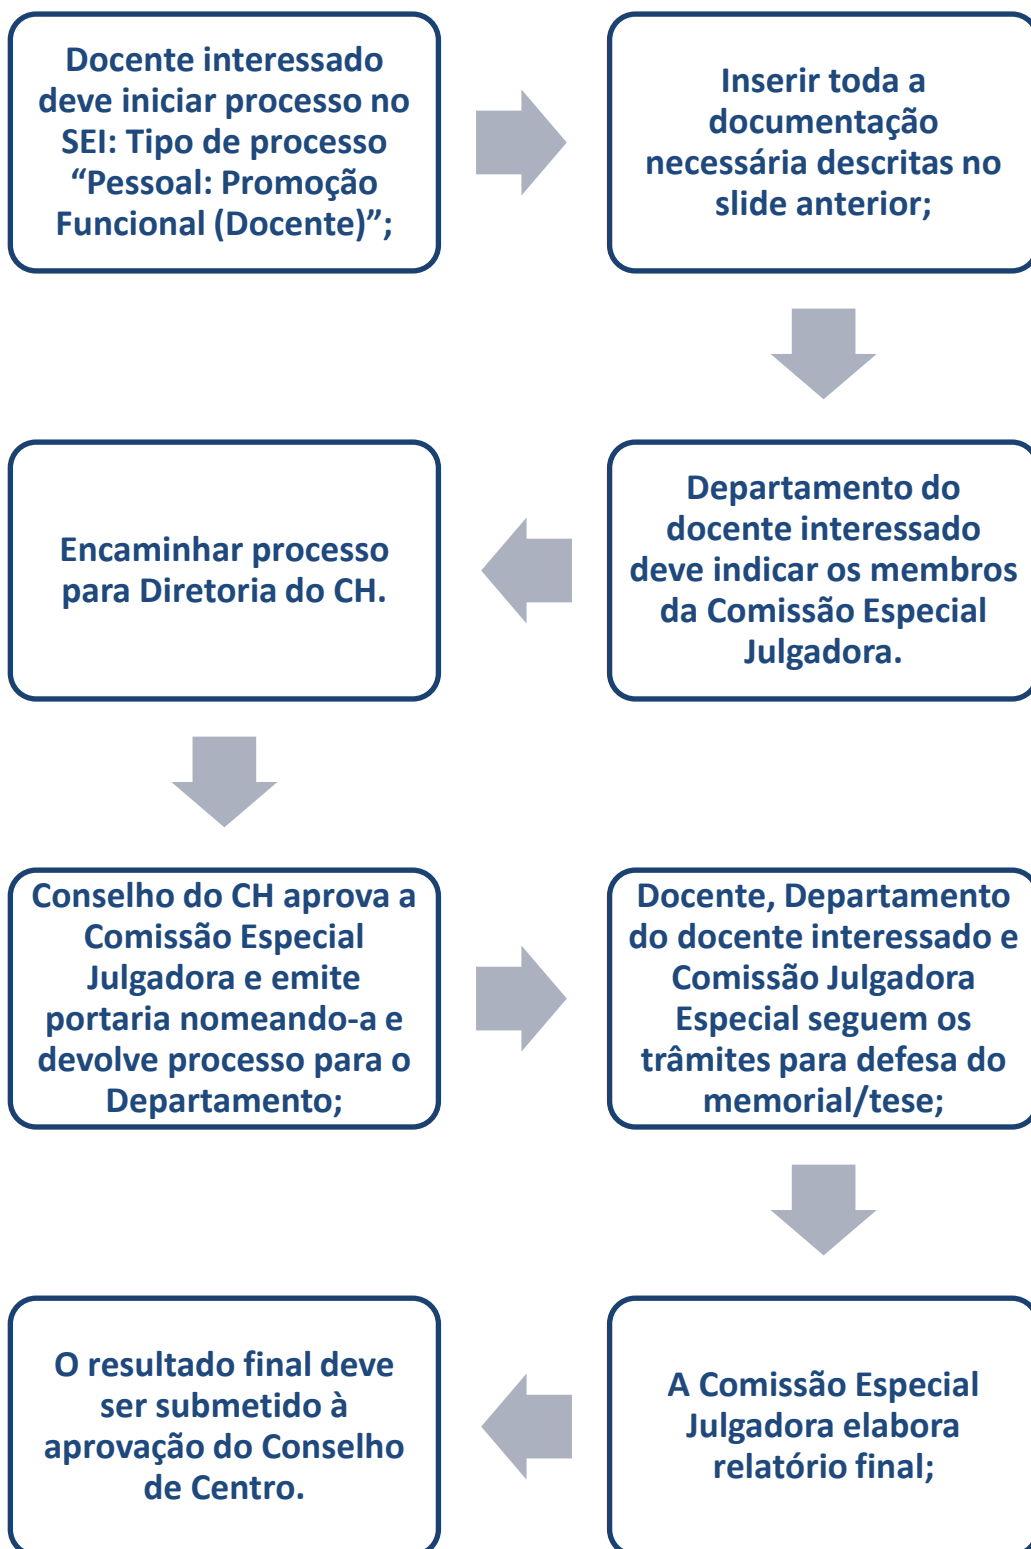 Docente interessado
deve iniciar processo no
SEI: Tipo de processo
“Pessoal: Promoção
Funcional (Docente)”;
Inserir toda a
documentação
necessária descritas no
slide anterior;
Departamento do
docente interessado
deve indicar os membros
da Comissão Especial
Julgadora.
Encaminhar processo
para Diretoria do CH.
Conselho do CH aprova a
Comissão Especial
Julgadora e emite
portaria nomeando-a e
devolve processo para o
Departamento;
Docente, Departamento
do docente interessado e
Comissão Julgadora
Especial seguem os
trâmites para defesa do
memorial/tese;
A Comissão Especial
Julgadora elabora
relatório final;
O resultado final deve
ser submetido à
aprovação do Conselho
de Centro.